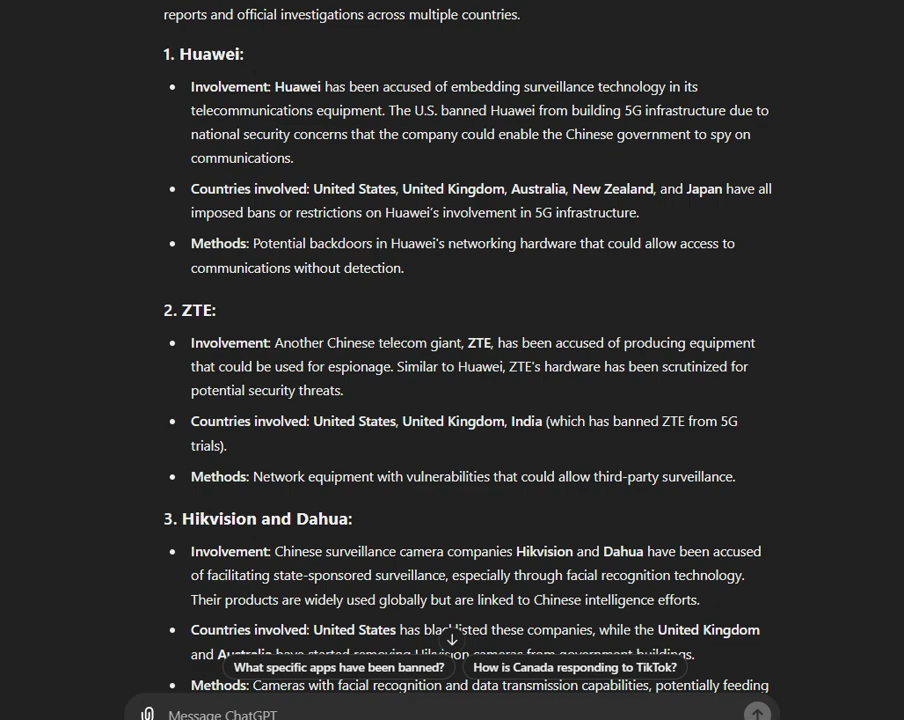 reports and official investigations across multiple countries.
1. Huawei:
• Involvement: Huawei has been accused of embedding surveillance technology in its
telecommunications equipment. The U.S. banned Huawei from building 5G infrastructure due to
national security concerns that the company could enable the Chinese government to spy on
communications.
• Countries involved: United States, United Kingdom, Australia, New Zealand, and Japan have all
imposed bans or restrictions on Huawei's involvement in 5G infrastructure.
• Methods: Potential backdoors in Huawei's networking hardware that could allow access to
communications without detection.
2. ZTE:
• Involvement: Another Chinese telecom giant, ZTE, has been accused of producing equipment
that could be used for espionage. Similar to Huawei, ZTE's hardware has been scrutinized for
potential security threats.
• Countries involved: United States, United Kingdom, India (which has banned ZTE from 5G
trials).
• Methods: Network equipment with vulnerabilities that could allow third-party surveillance.
3. Hikvision and Dahua:
• Involvement: Chinese surveillance camera companies Hikvision and Dahua have been accused
of facilitating state-sponsored surveillance, especially through facial recognition technology.
Their products are widely used globally but are linked to Chinese intelligence efforts.
• Countries involved: United States has blacklisted these companies, while the United Kingdom
and Australia have started removing Hikvision cameras from government buildings.
What specific apps have been banned? How is Canada responding to TikTok?
• Methods: Cameras with facial recognition and data transmission capabilities, potentially feeding
Message ChatGPT